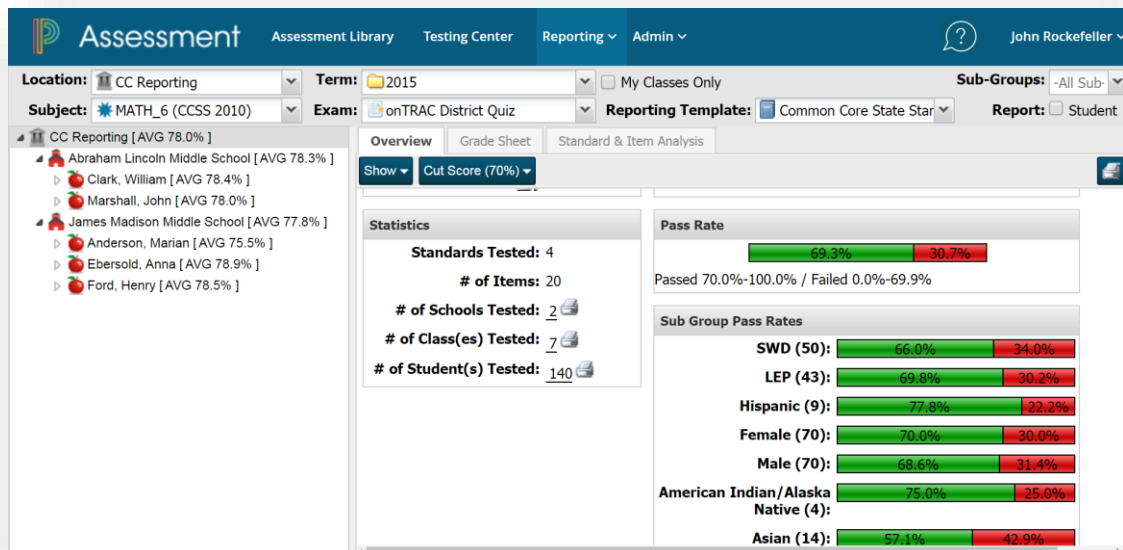 Assessment Assessment Library Testing Center Reporting Admin ? John Rockefeller
Location: CC Reporting Term: 2015 My Classes Only Sub-Groups: -All Sub-
Subject: MATH_6 (CCSS 2010) Exam: onTRAC District Quiz Reporting Template: Common Core State Star Report: Student
CC Reporting [ AVG 78.0% ]
Abraham Lincoln Middle School [ AVG 78.3% ]
Clark, William [ AVG 78.4% ]
Marshall, John [ AVG 78.0% ]
James Madison Middle School [ AVG 77.8% ]
Anderson, Marian [ AVG 75.5% ]
Ebersold, Anna [ AVG 78.9% ]
Ford, Henry [ AVG 78.5% ]
Overview Grade Sheet Standard & Item Analysis
Show Cut Score (70%)
Statistics
Standards Tested: 4
# of Items: 20
# of Schools Tested: 2
# of Class(es) Tested: 7
# of Student(s) Tested: 140
Pass Rate
69.3% 30.7%
Passed 70.0%-100.0% / Failed 0.0%-69.9%
Sub Group Pass Rates
SWD (50): 66.0% 34.0%
LEP (43): 69.8% 30.2%
Hispanic (9): 77.8% 22.2%
Female (70): 70.0% 30.0%
Male (70): 68.6% 31.4%
American Indian/Alaska
Native (4): 75.0% 25.0%
Asian (14): 57.1% 42.9%